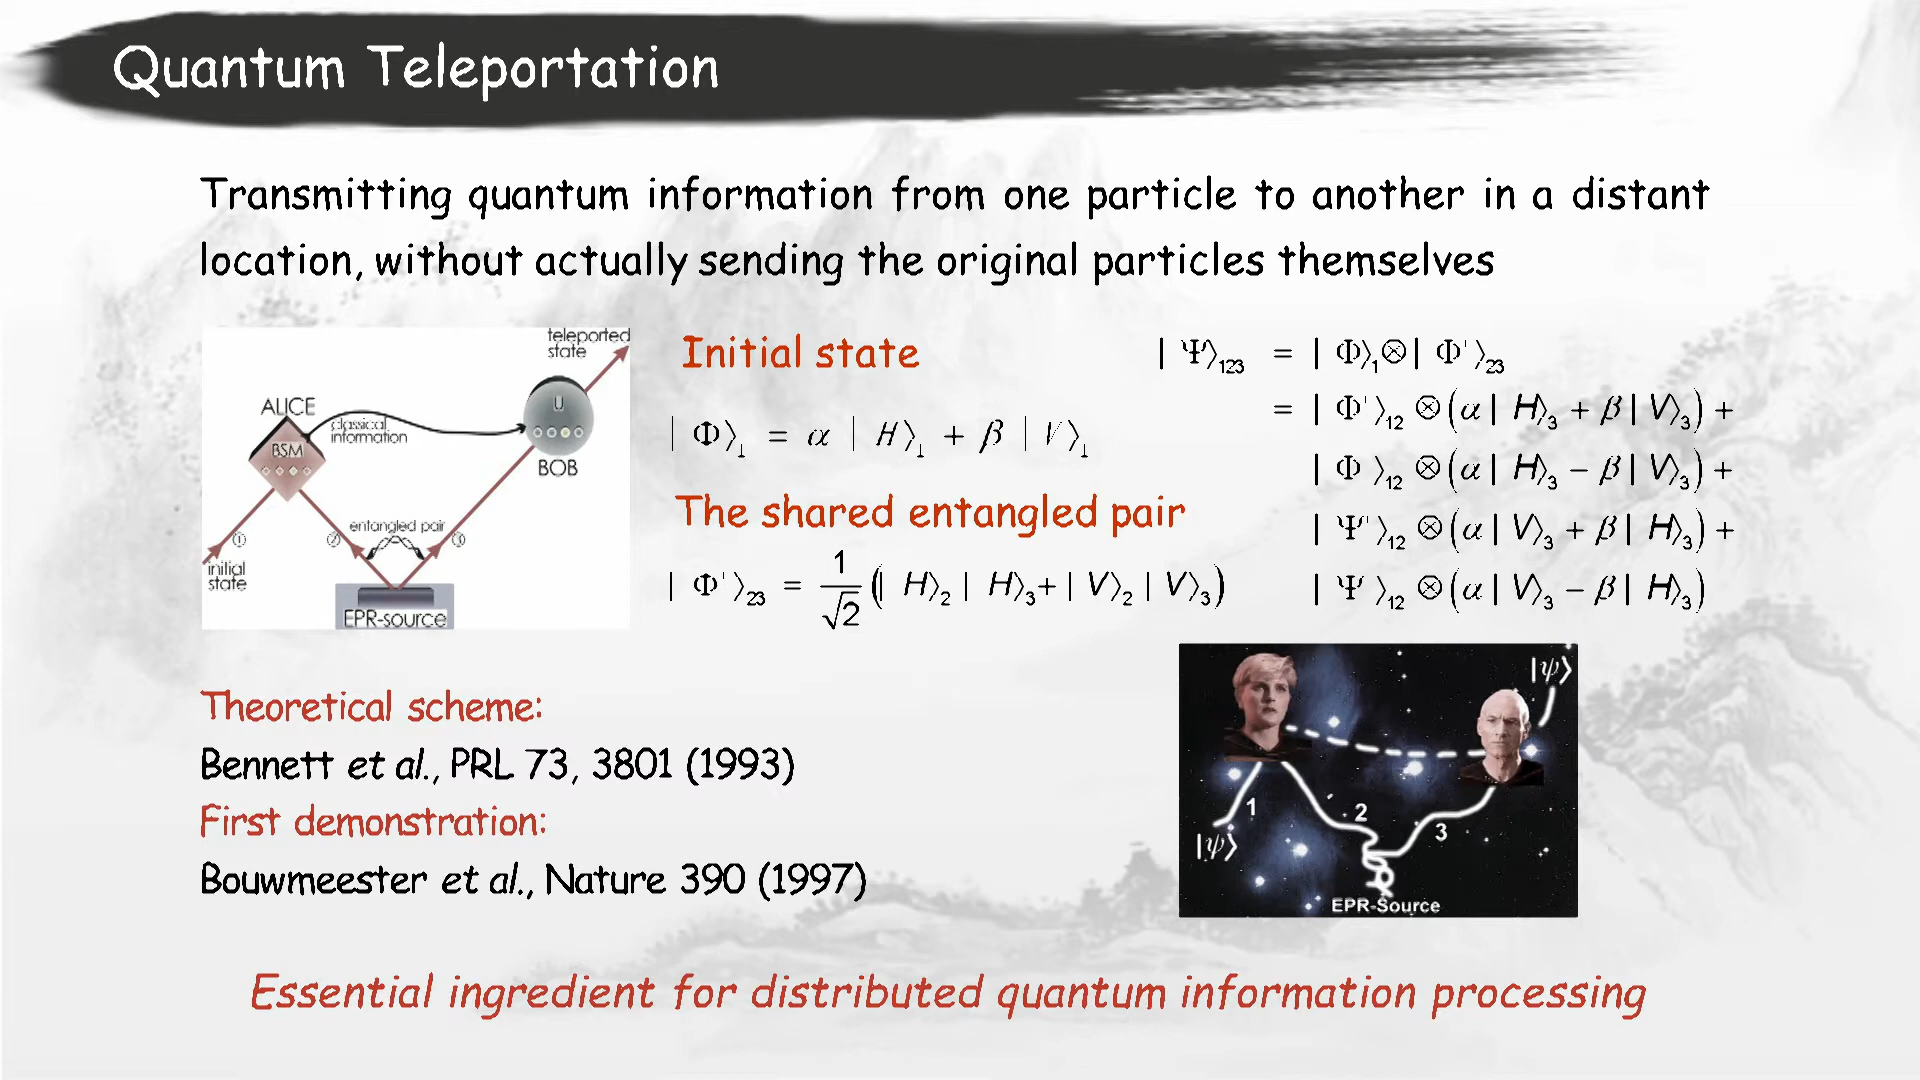 Quantum Teleportation
Transmitting quantum information from one particle to another in a distant
location, without actually sending the original particles themselves
teleported
state
ALICE
U
classical
information
BSM
BOB
entangled pair
① ② ③
initial
state
EPR-source
Initial state
| Φ⟩₁ = α | H⟩₁ + β | V⟩₁
The shared entangled pair
| Φ⁺⟩₂₃ = 1/√2 (| H⟩₂ | H⟩₃ + | V⟩₂ | V⟩₃)
| Ψ⟩₁₂₃ = | Φ⟩₁ ⊗ | Φ⁺⟩₂₃
= | Φ⁺⟩₁₂ ⊗ (α | H⟩₃ + β | V⟩₃) +
| Φ ⟩₁₂ ⊗ (α | H⟩₃ − β | V⟩₃) +
| Ψ⁺⟩₁₂ ⊗ (α | V⟩₃ + β | H⟩₃) +
| Ψ ⟩₁₂ ⊗ (α | V⟩₃ − β | H⟩₃)
Theoretical scheme:
Bennett et al., PRL 73, 3801 (1993)
First demonstration:
Bouwmeester et al., Nature 390 (1997)
|ψ⟩
1
2
3
|ψ⟩
EPR-Source
Essential ingredient for distributed quantum information processing